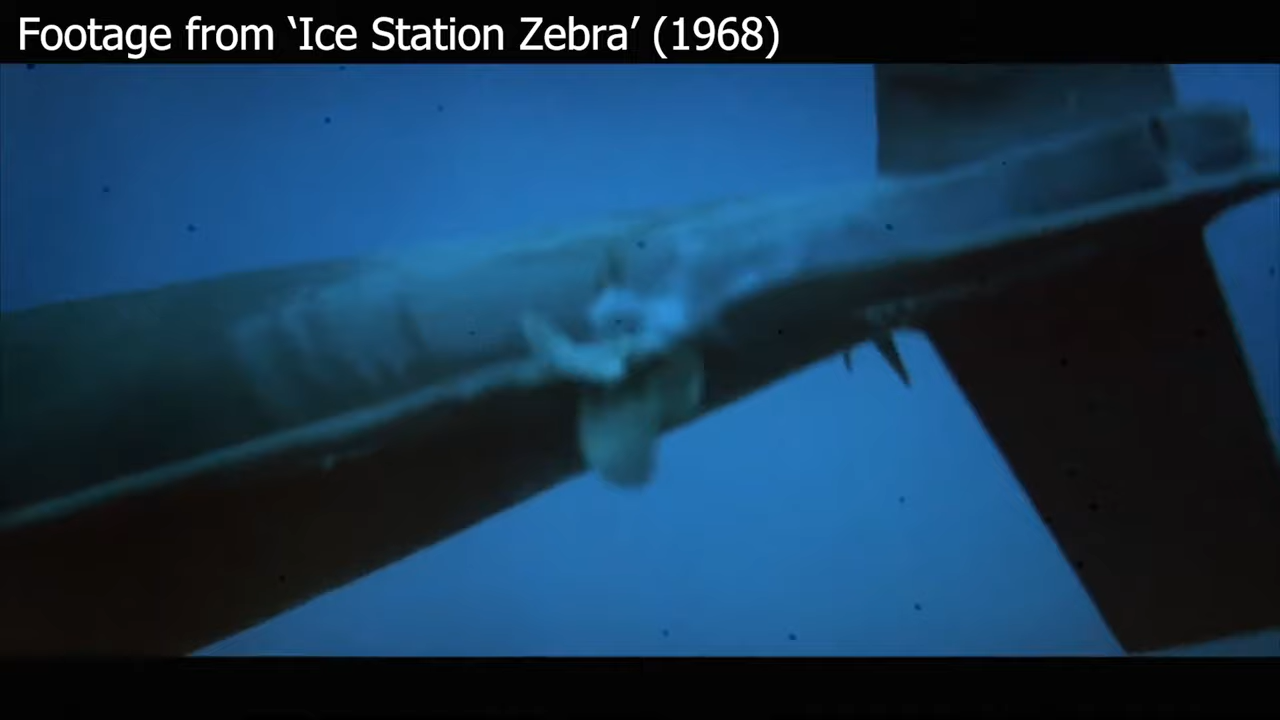 Footage from ‘Ice Station Zebra’ (1968)